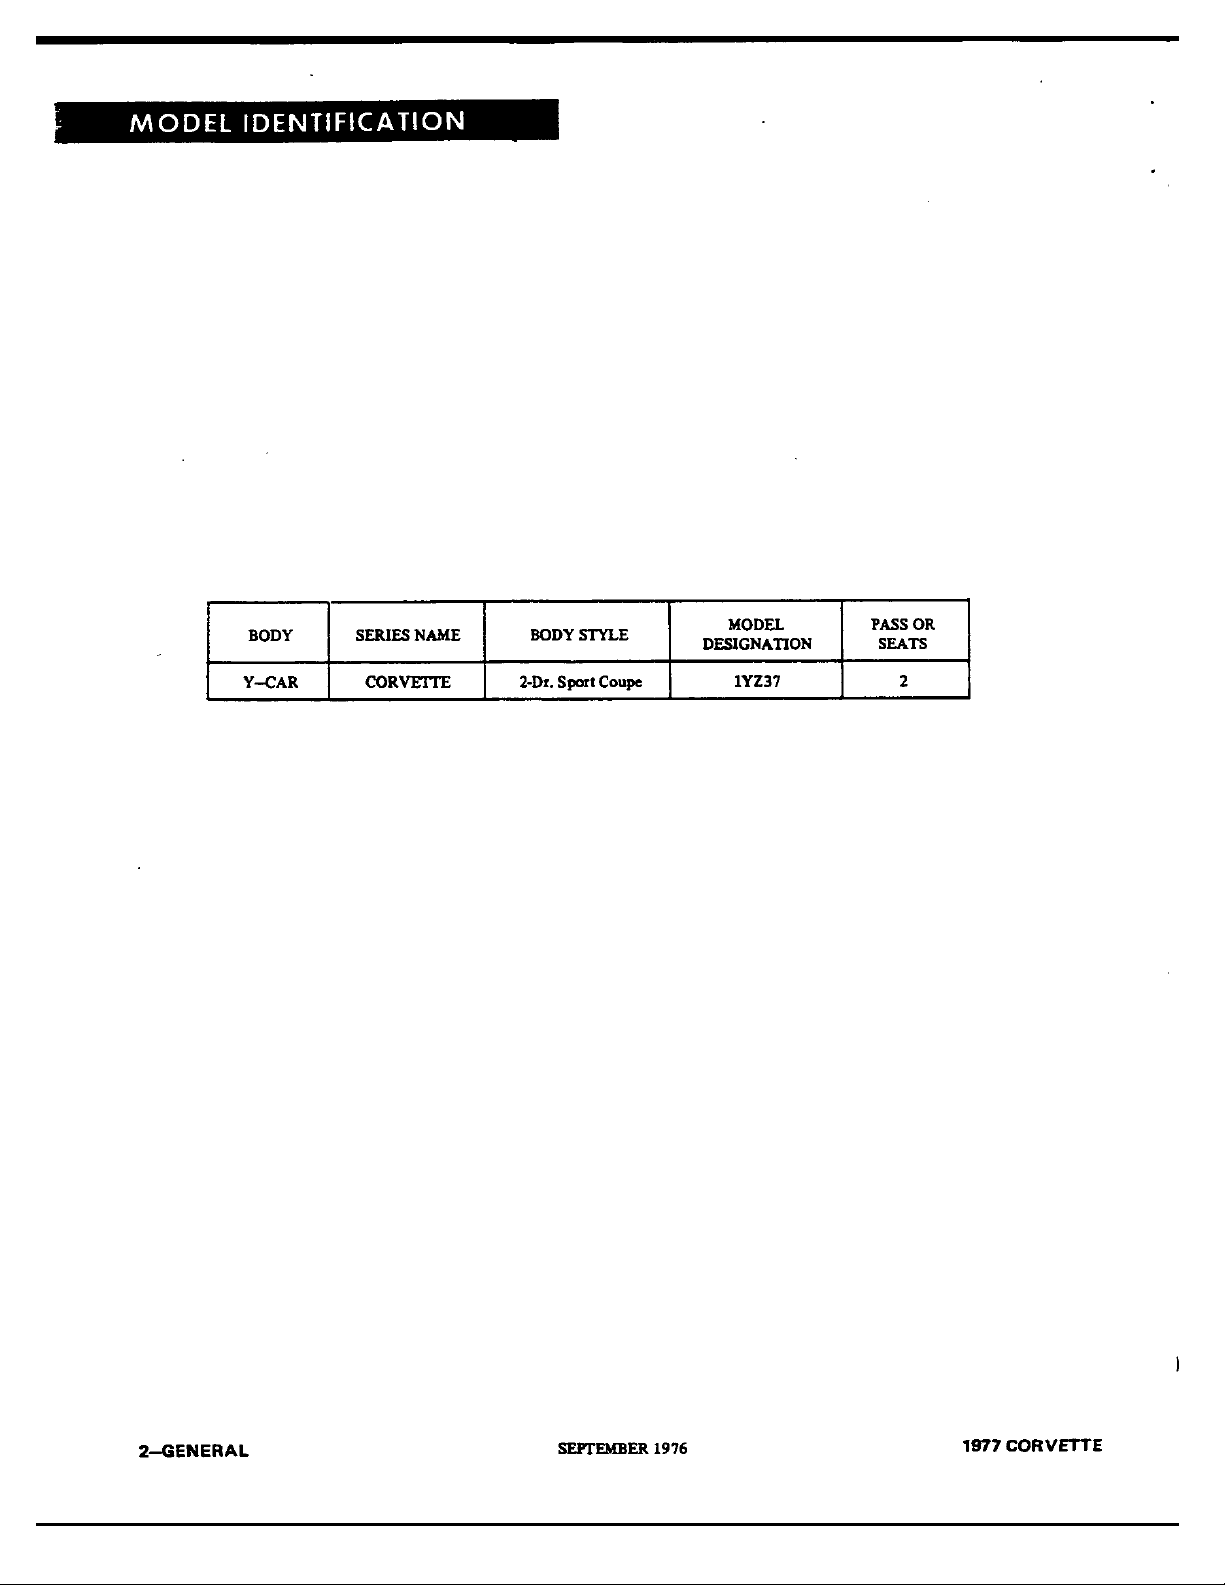 MODEL IDENTIFICATION
BODY SERIES NAME BODY STYLE MODEL DESIGNATION PASS OR SEATS
Y–CAR CORVETTE 2-Dr. Sport Coupe 1YZ37 2
2–GENERAL SEPTEMBER 1976 1977 CORVETTE